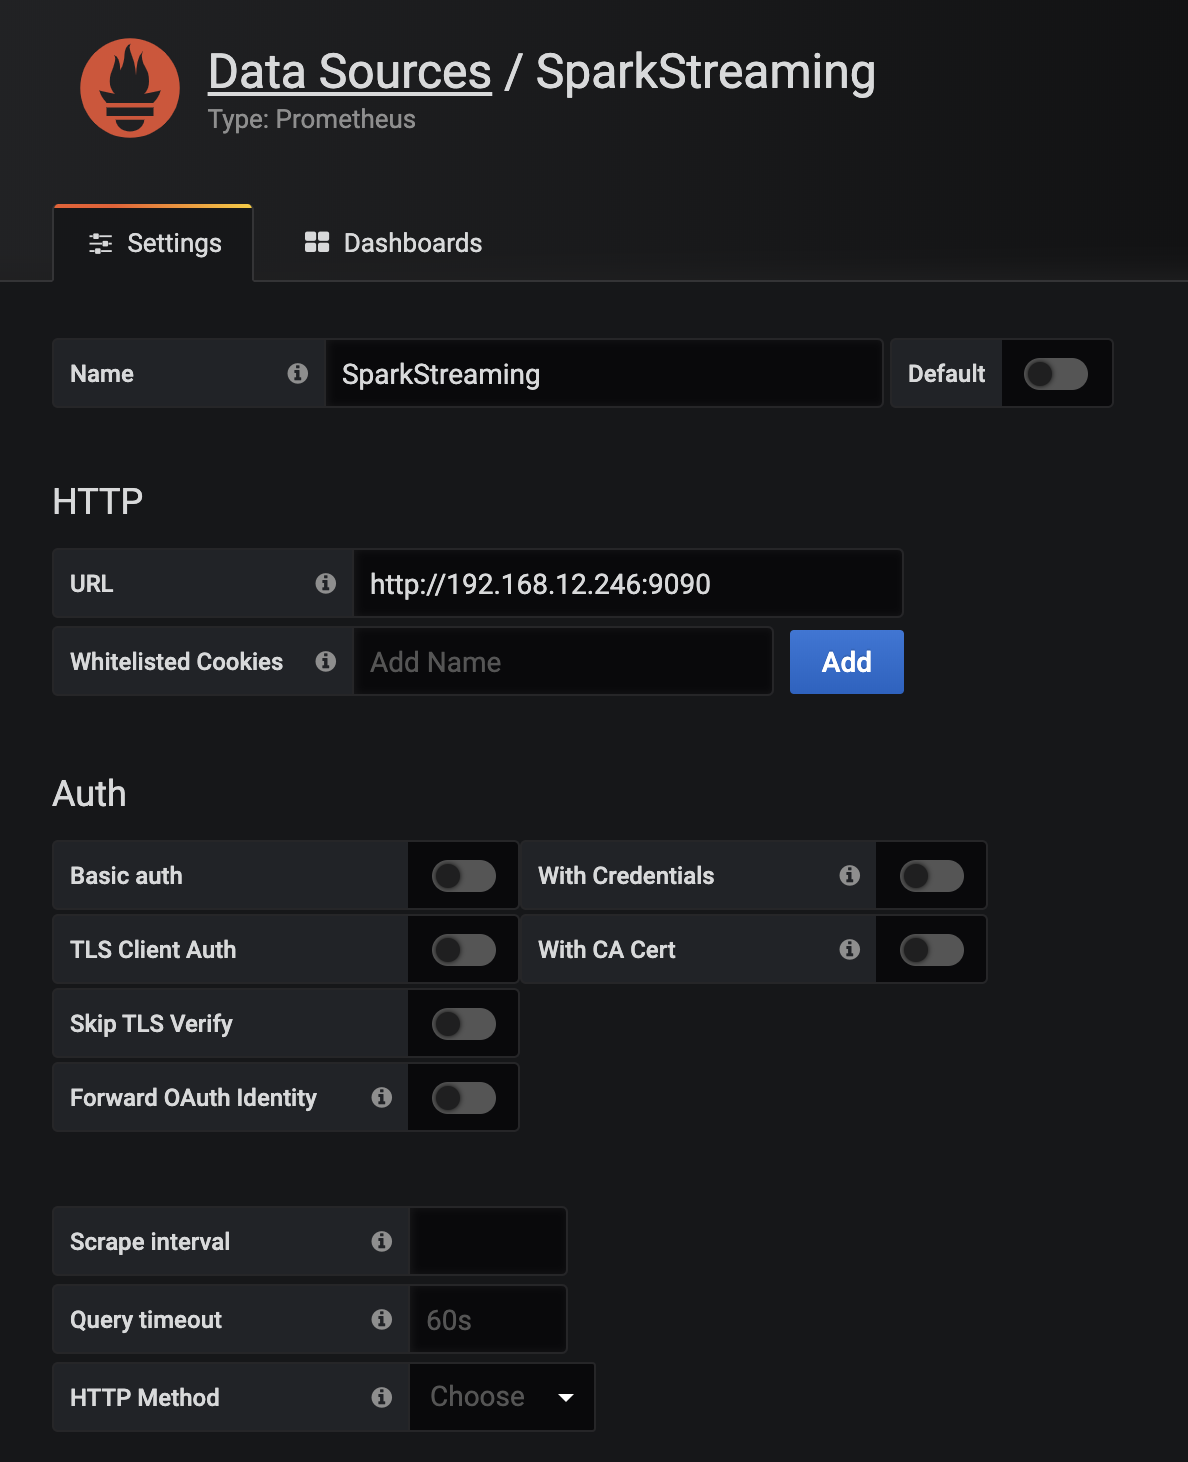 Data Sources / SparkStreaming
Type: Prometheus
Settings Dashboards
Name SparkStreaming Default
HTTP
URL http://192.168.12.246:9090
Whitelisted Cookies Add Name Add
Auth
Basic auth With Credentials
TLS Client Auth With CA Cert
Skip TLS Verify
Forward OAuth Identity
Scrape interval
Query timeout 60s
HTTP Method Choose